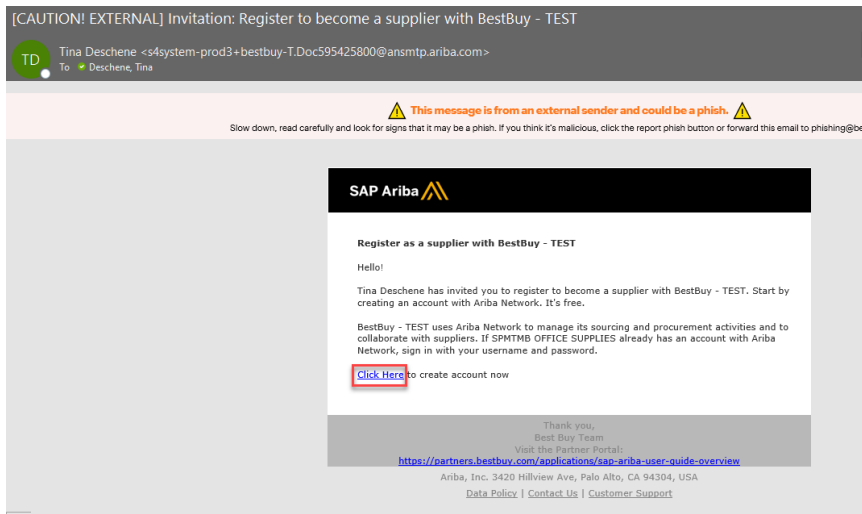 [CAUTION! EXTERNAL] Invitation: Register to become a supplier with BestBuy - TEST
TD
Tina Deschene <s4system-prod3+bestbuy-T.Doc595425800@ansmtp.ariba.com>
To Deschene, Tina
This message is from an external sender and could be a phish.
Slow down, read carefully and look for signs that it may be a phish. If you think it's malicious, click the report phish button or forward this email to phishing@be
SAP Ariba
Register as a supplier with BestBuy - TEST
Hello!
Tina Deschene has invited you to register to become a supplier with BestBuy - TEST. Start by
creating an account with Ariba Network. It's free.
BestBuy - TEST uses Ariba Network to manage its sourcing and procurement activities and to
collaborate with suppliers. If SPMTMB OFFICE SUPPLIES already has an account with Ariba
Network, sign in with your username and password.
Click Here to create account now
Thank you,
Best Buy Team
Visit the Partner Portal:
https://partners.bestbuy.com/applications/sap-ariba-user-guide-overview
Ariba, Inc. 3420 Hillview Ave, Palo Alto, CA 94304, USA
Data Policy | Contact Us | Customer Support